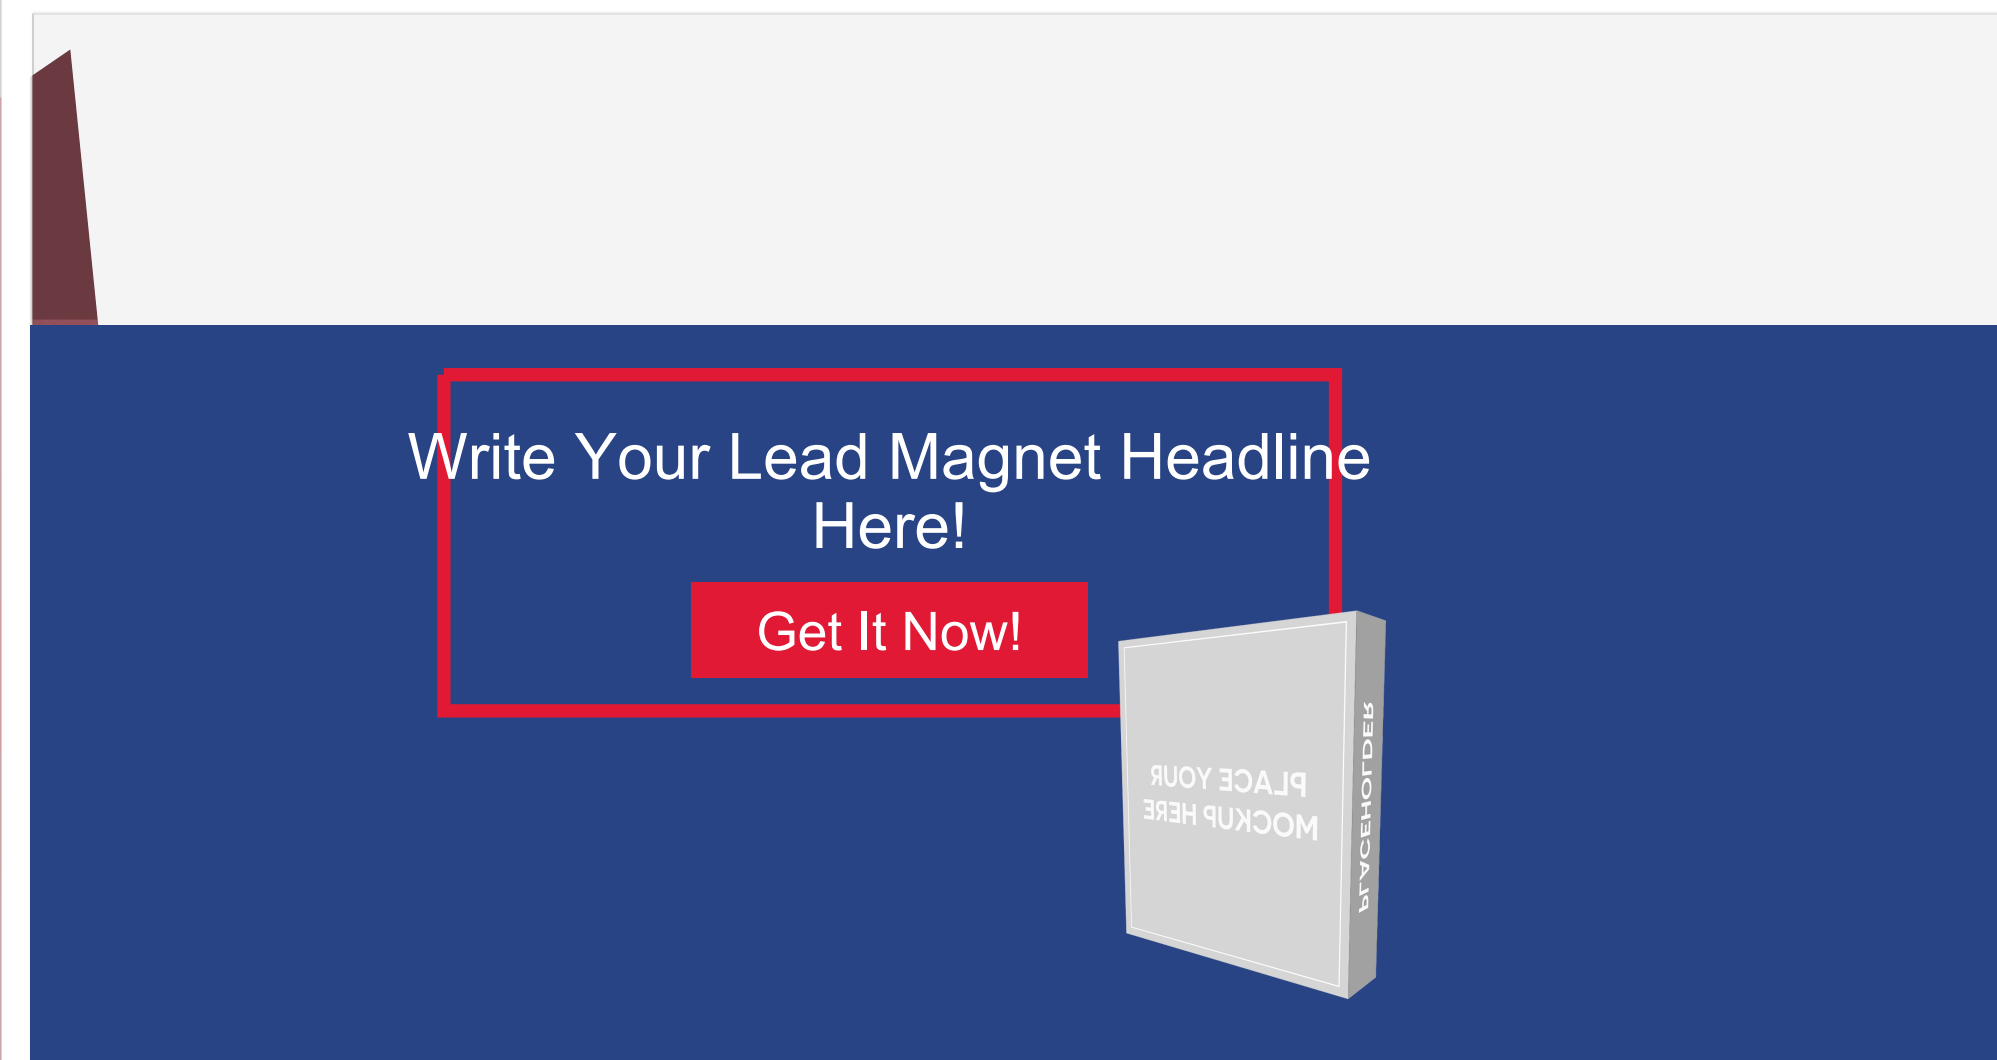 Write Your Lead Magnet Headline
Here!
Get It Now!
PLACE YOUR
MOCKUP HERE
PLACEHOLDER